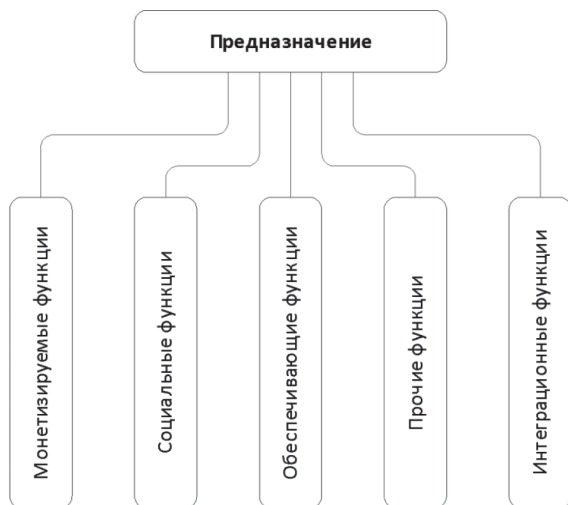 Предназначение
Монетизируемые функции
Социальные функции
Обеспечивающие функции
Прочие функции
Интеграционные функции